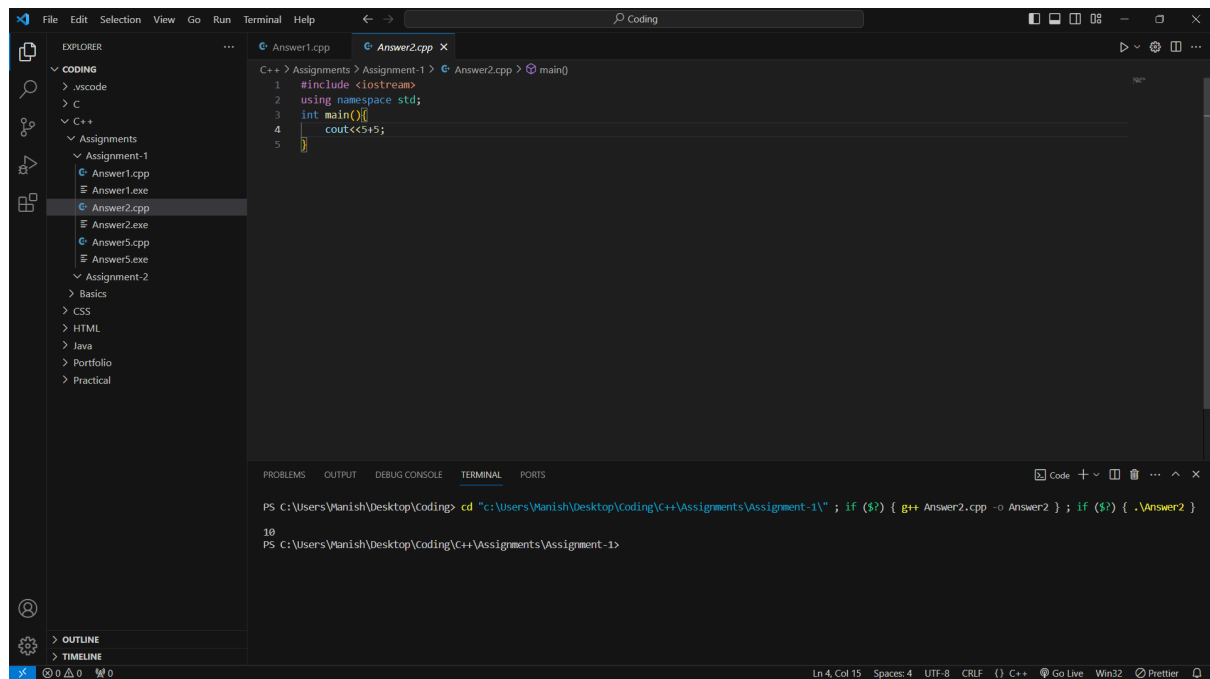 File Edit Selection View Go Run Terminal Help
Coding
EXPLORER
CODING
.vscode
C
C++
Assignments
Assignment-1
Answer1.cpp
Answer1.exe
Answer2.cpp
Answer2.exe
Answer5.cpp
Answer5.exe
Assignment-2
Basics
CSS
HTML
Java
Portfolio
Practical
OUTLINE
TIMELINE
Answer1.cpp Answer2.cpp
C++ > Assignments > Assignment-1 > Answer2.cpp > main()
1 #include <iostream>
2 using namespace std;
3 int main(){
4 cout<<5+5;
5 }
PROBLEMS OUTPUT DEBUG CONSOLE TERMINAL PORTS
Code
PS C:\Users\Manish\Desktop\Coding> cd "c:\Users\Manish\Desktop\Coding\C++\Assignments\Assignment-1\" ; if ($?) { g++ Answer2.cpp -o Answer2 } ; if ($?) { .\Answer2 }
10
PS C:\Users\Manish\Desktop\Coding\C++\Assignments\Assignment-1>
0 0 0 Ln 4, Col 15 Spaces: 4 UTF-8 CRLF {} C++ Go Live Win32 Prettier